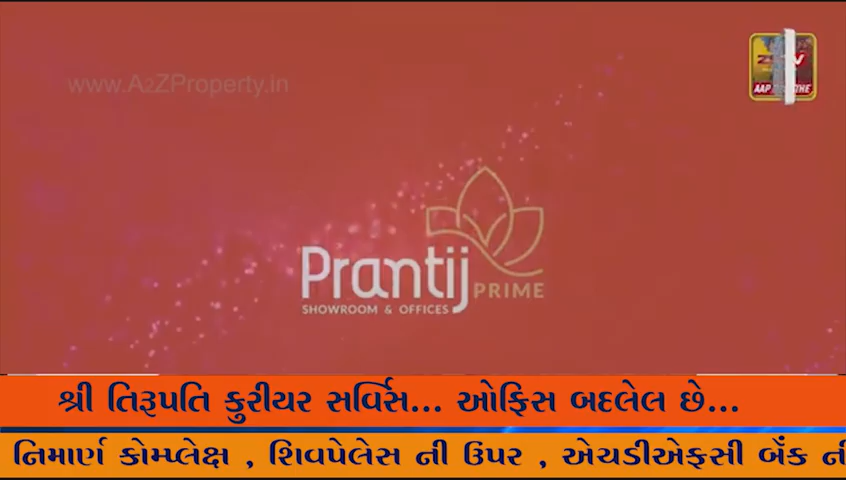 www.A2ZProperty.in
Prantij
PRIME
SHOWROOM & OFFICES
શ્રી તિરૂપતિ કુરીયર સર્વિસ... ઓફિસ બદલેલ છે...
નિમાર્ણ કોમ્પ્લેક્ષ , શિવપેલેસ ની ઉપર , એચડીએફસી બેંક ની